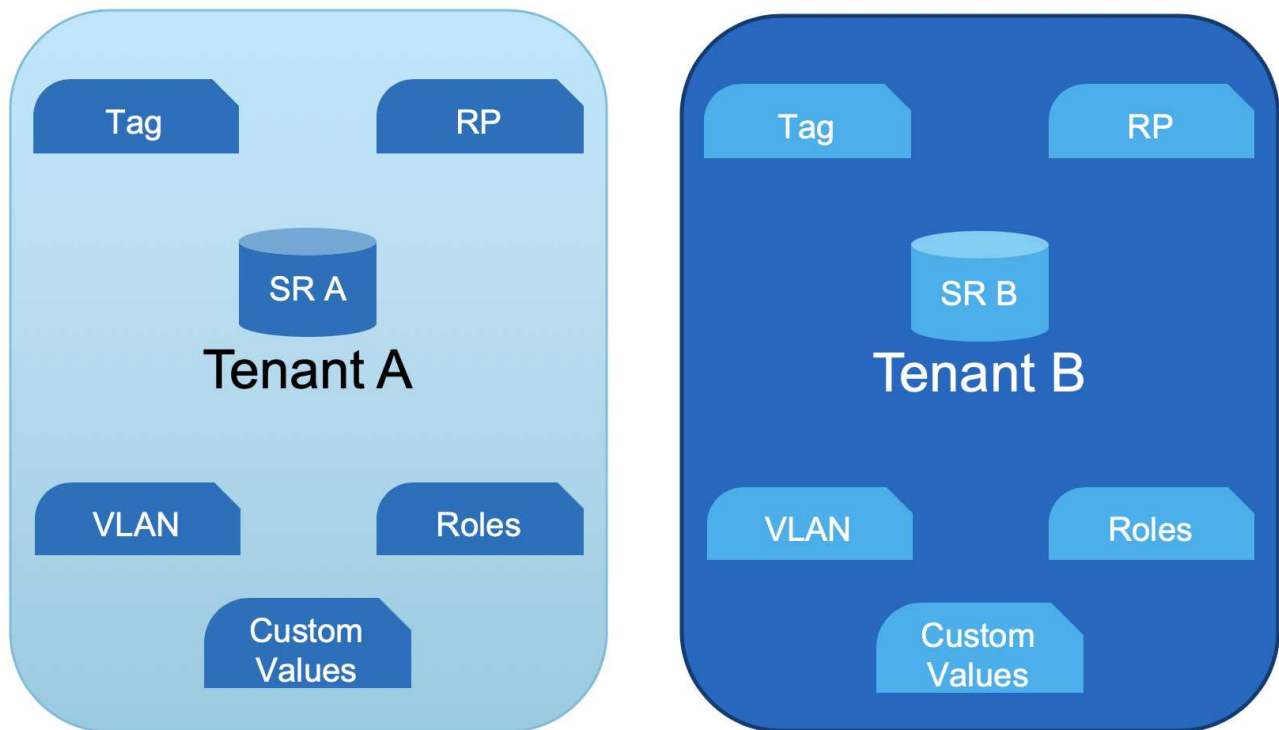 Tag
RP
SR A
Tenant A
VLAN
Roles
Custom
Values
Tag
RP
SR B
Tenant B
VLAN
Roles
Custom
Values